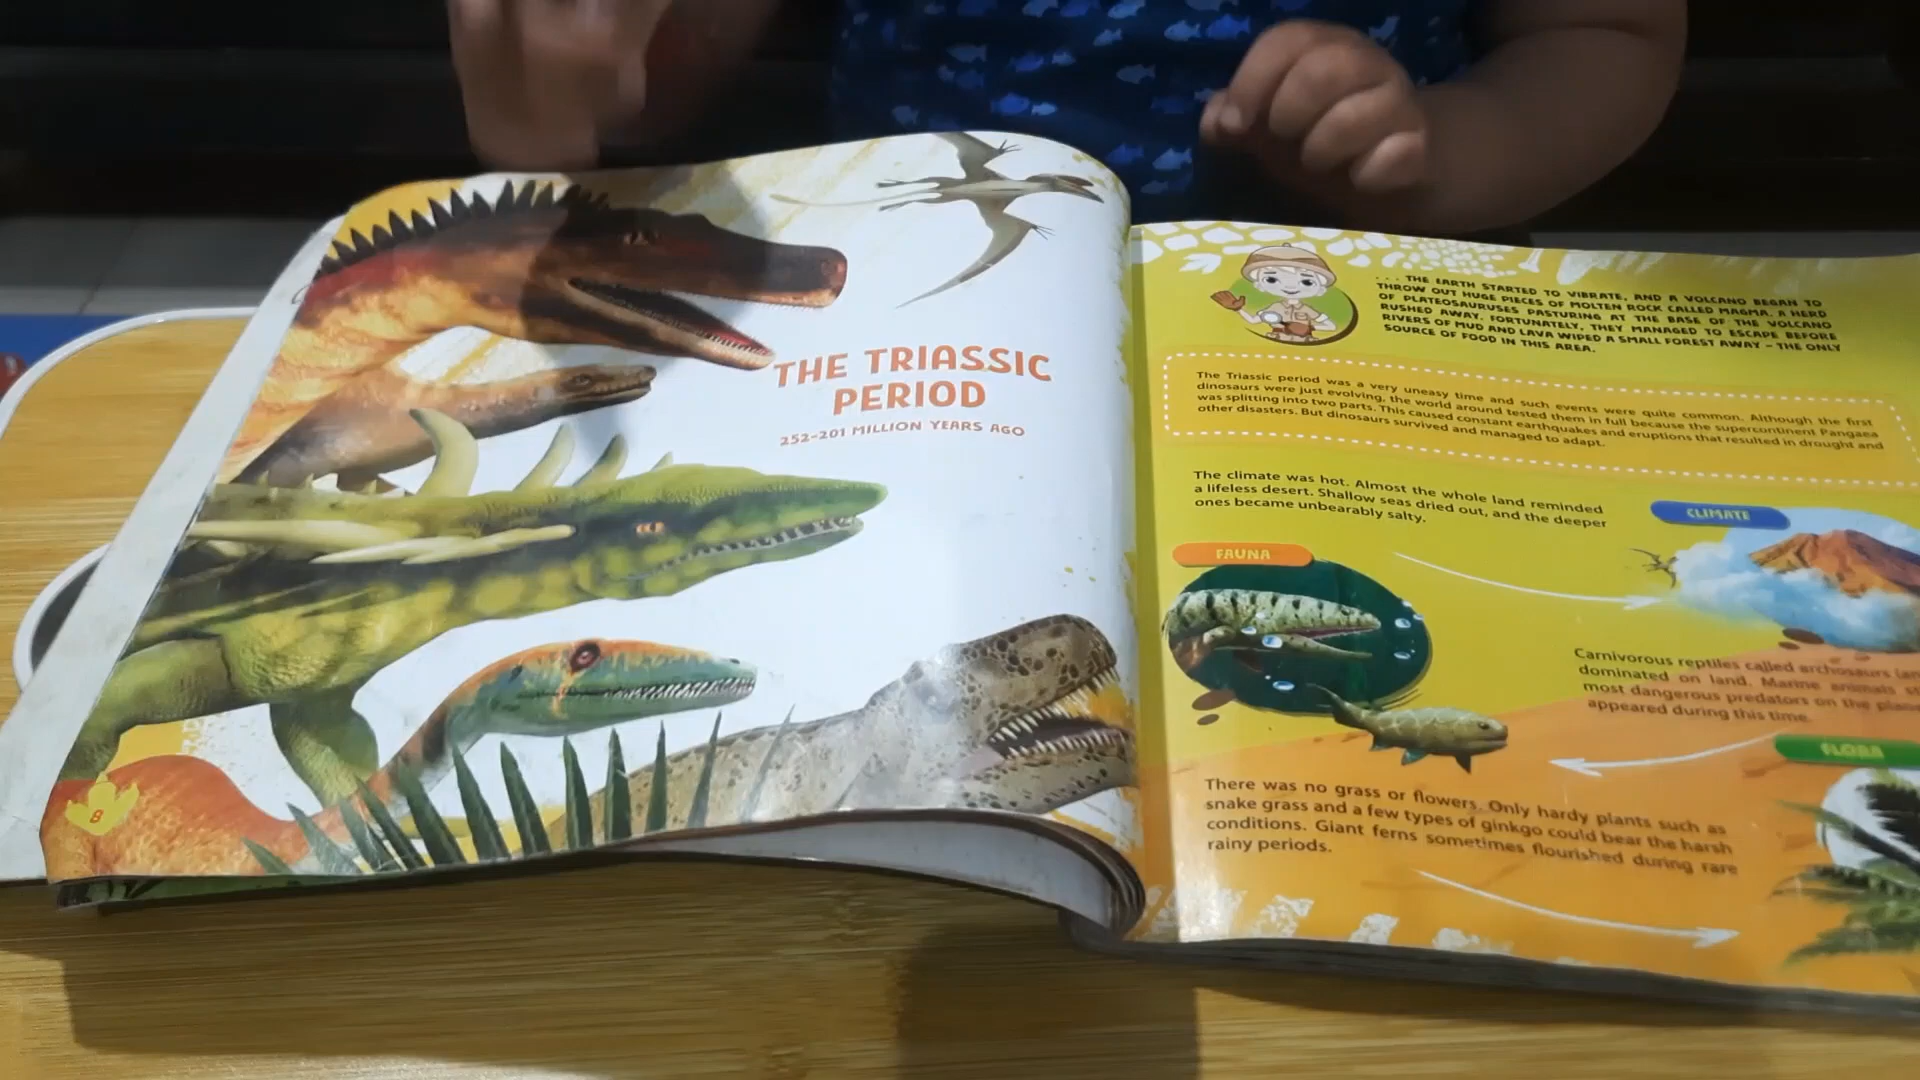 THE TRIASSIC
PERIOD
252-201 MILLION YEARS AGO
8
. . . THE EARTH STARTED TO VIBRATE, AND A VOLCANO BEGAN TO
THROW OUT HUGE PIECES OF MOLTEN ROCK CALLED MAGMA. A HERD
OF PLATEOSAURUSES PASTURING AT THE BASE OF THE VOLCANO
RUSHED AWAY. FORTUNATELY, THEY MANAGED TO ESCAPE BEFORE
RIVERS OF MUD AND LAVA WIPED A SMALL FOREST AWAY – THE ONLY
SOURCE OF FOOD IN THIS AREA.
The Triassic period was a very uneasy time and such events were quite common. Although the first
dinosaurs were just evolving, the world around tested them in full because the supercontinent Pangaea
was splitting into two parts. This caused constant earthquakes and eruptions that resulted in drought and
other disasters. But dinosaurs survived and managed to adapt.
The climate was hot. Almost the whole land reminded
a lifeless desert. Shallow seas dried out, and the deeper
ones became unbearably salty.
CLIMATE
FAUNA
Carnivorous reptiles called archosaurs
dominated on land. Marine animals
most dangerous predators on the
appeared during this time.
FLORA
There was no grass or flowers. Only hardy plants such as
snake grass and a few types of ginkgo could bear the harsh
conditions. Giant ferns sometimes flourished during rare
rainy periods.